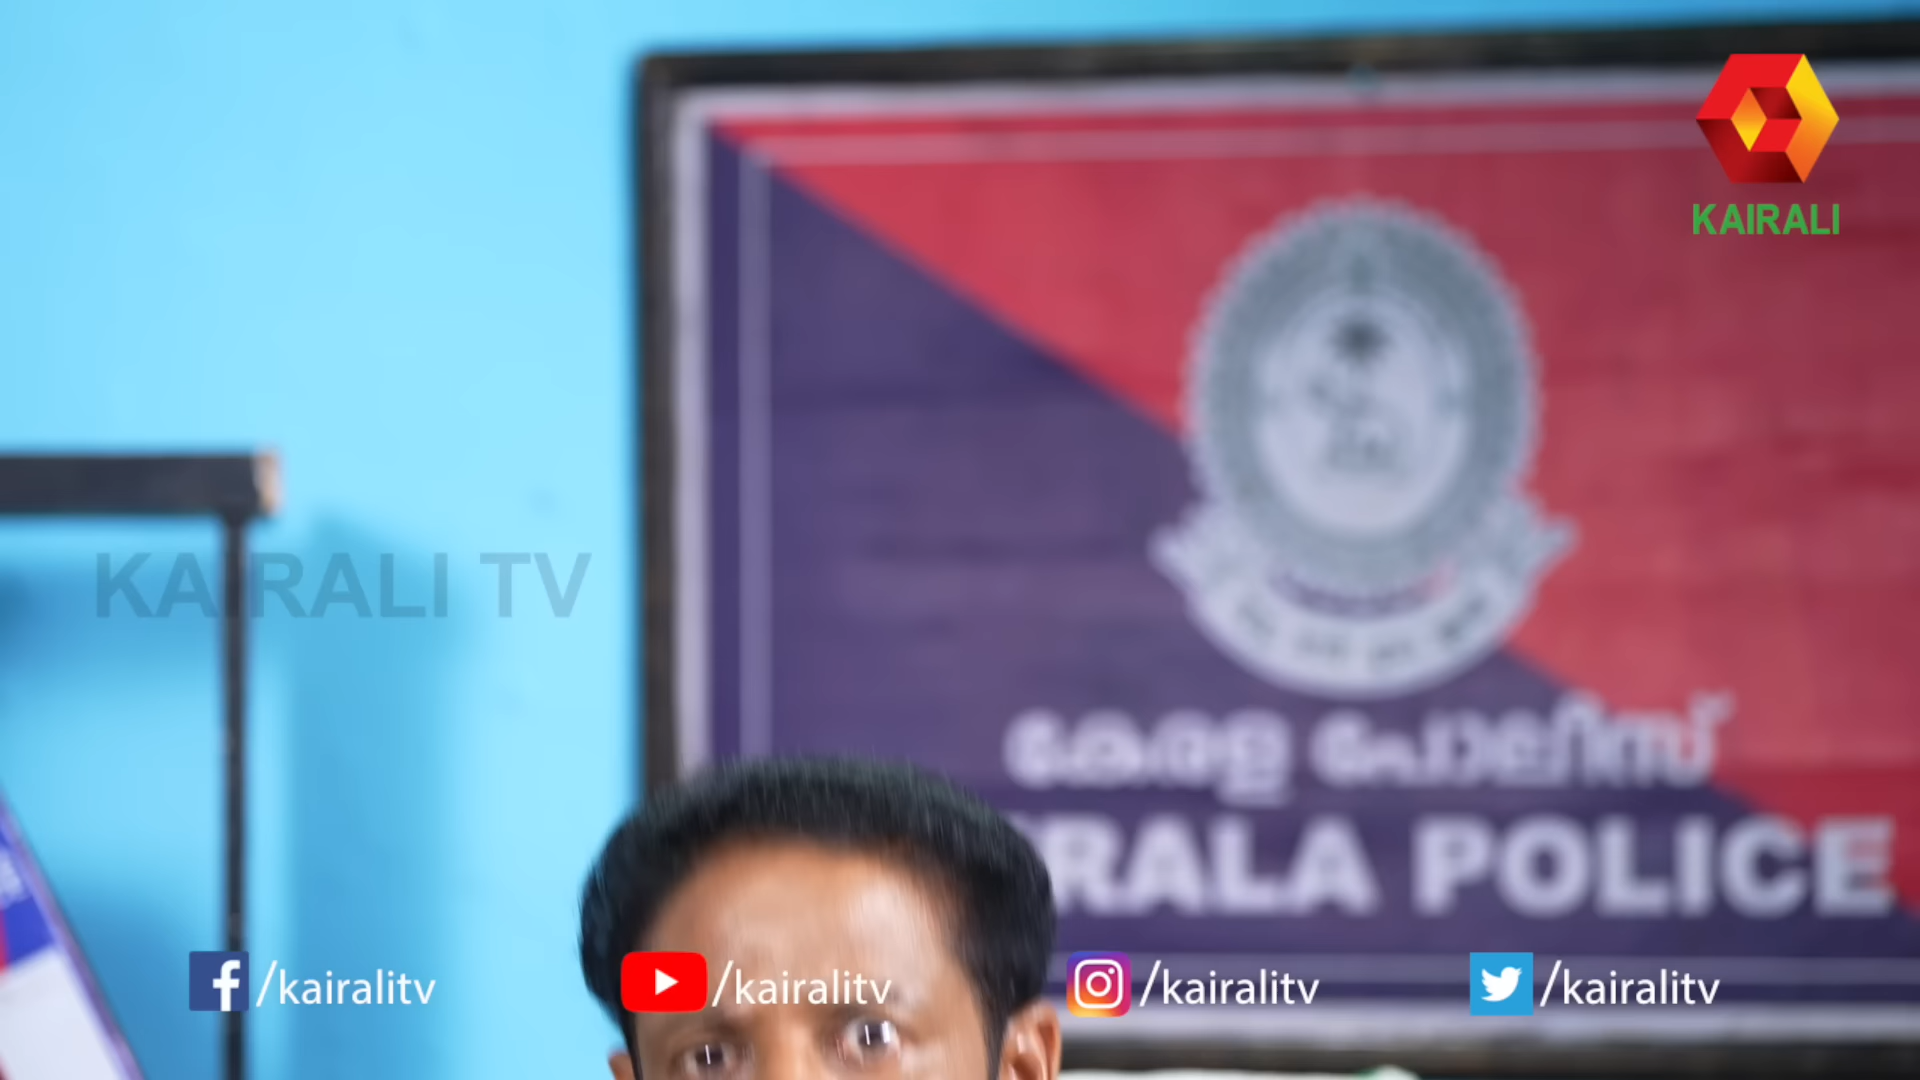 KAIRALI
KAIRALI TV
കേരള പോലീസ്
RALA POLICE
/kairalitv
/kairalitv
/kairalitv
/kairalitv